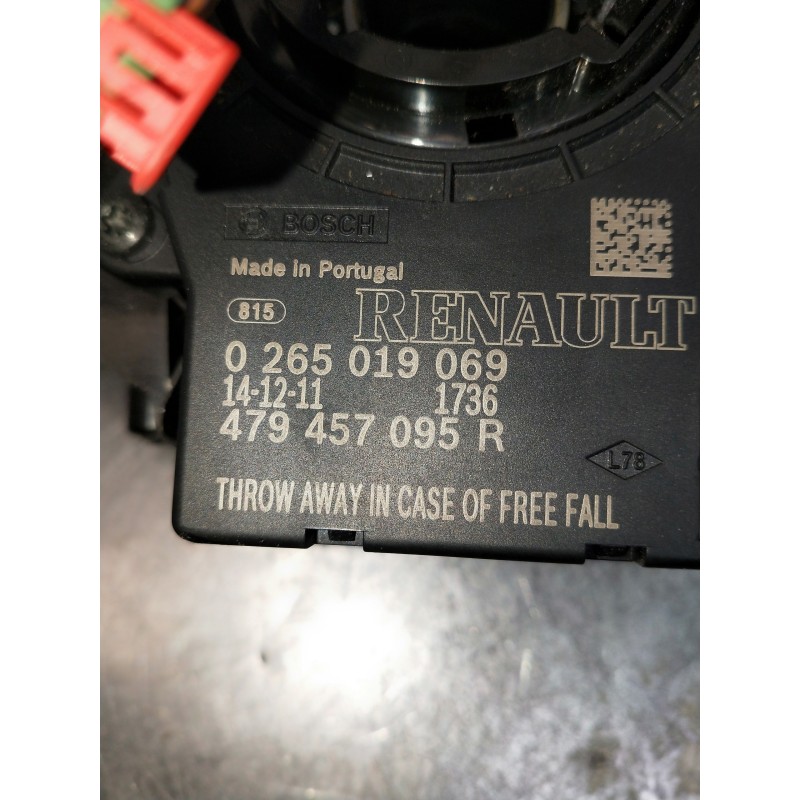 BOSCH
Made in Portugal
815
RENAULT
0 265 019 069
14-12-11 1736
479 457 095 R
L78
THROW AWAY IN CASE OF FREE FALL